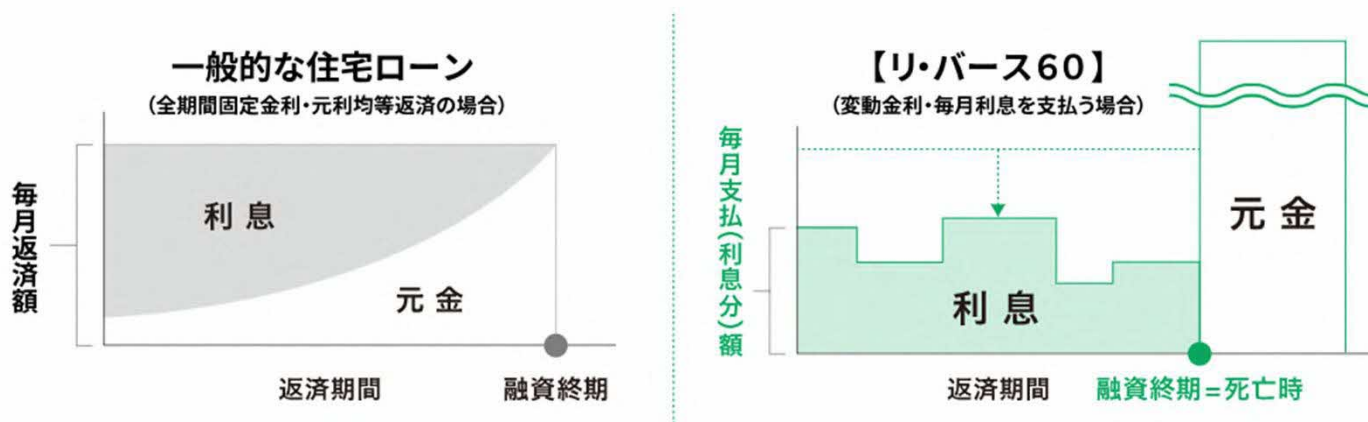 一般的な住宅ローン
(全期間固定金利・元利均等返済の場合)
毎月返済額
利息
元金
返済期間
融資終期
【リ・バース60】
(変動金利・毎月利息を支払う場合)
毎月支払(利息分)額
利息
元金
返済期間
融資終期=死亡時